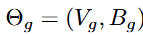 Θ_g = (V_g, B_g)